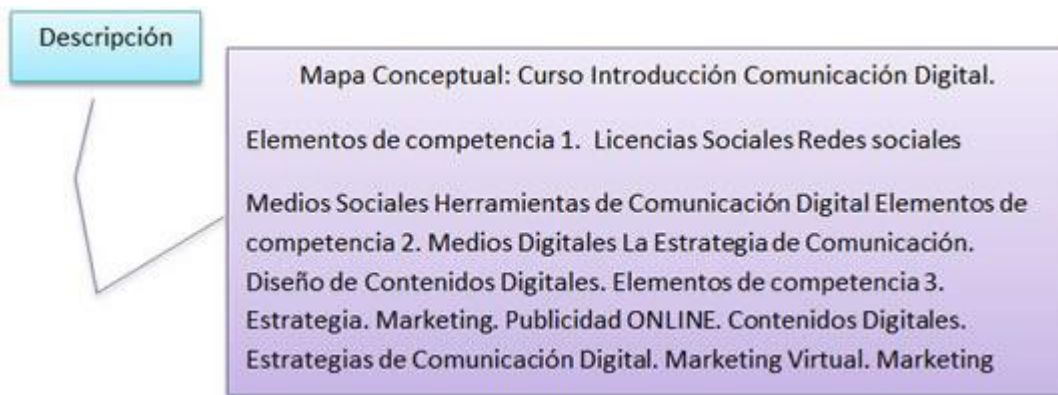 Descripción
Mapa Conceptual: Curso Introducción Comunicación Digital.
Elementos de competencia 1. Licencias Sociales Redes sociales
Medios Sociales Herramientas de Comunicación Digital Elementos de
competencia 2. Medios Digitales La Estrategia de Comunicación.
Diseño de Contenidos Digitales. Elementos de competencia 3.
Estrategia. Marketing. Publicidad ONLINE. Contenidos Digitales.
Estrategias de Comunicación Digital. Marketing Virtual. Marketing